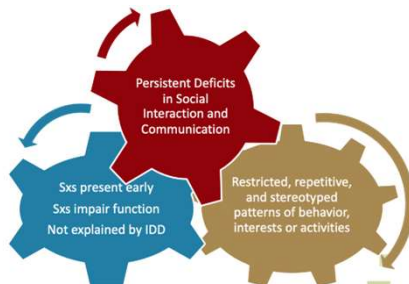 Persistent Deficits
in Social
Interaction and
Communication
Sxs present early
Sxs impair function
Not explained by IDD
Restricted, repetitive,
and stereotyped
patterns of behavior,
interests or activities